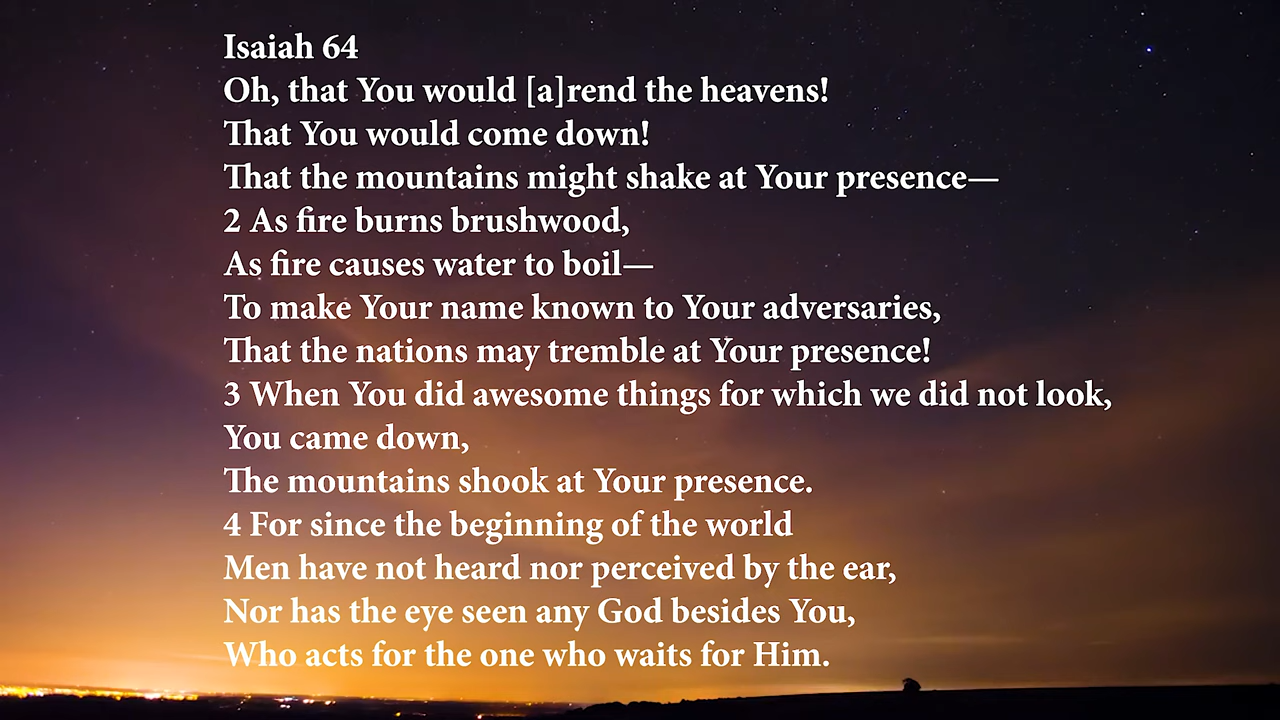 Isaiah 64
Oh, that You would [a]rend the heavens!
That You would come down!
That the mountains might shake at Your presence—
2 As fire burns brushwood,
As fire causes water to boil—
To make Your name known to Your adversaries,
That the nations may tremble at Your presence!
3 When You did awesome things for which we did not look,
You came down,
The mountains shook at Your presence.
4 For since the beginning of the world
Men have not heard nor perceived by the ear,
Nor has the eye seen any God besides You,
Who acts for the one who waits for Him.